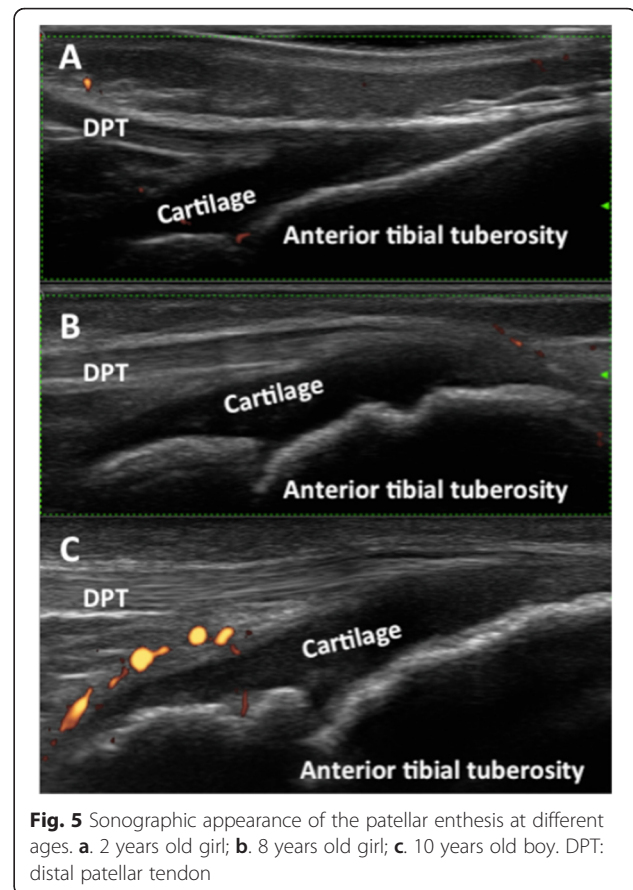 A
DPT
Cartilage
Anterior tibial tuberosity
B
DPT
Cartilage
Anterior tibial tuberosity
C
DPT
Cartilage
Anterior tibial tuberosity
Fig. 5 Sonographic appearance of the patellar enthesis at different
ages. a. 2 years old girl; b. 8 years old girl; c. 10 years old boy. DPT:
distal patellar tendon